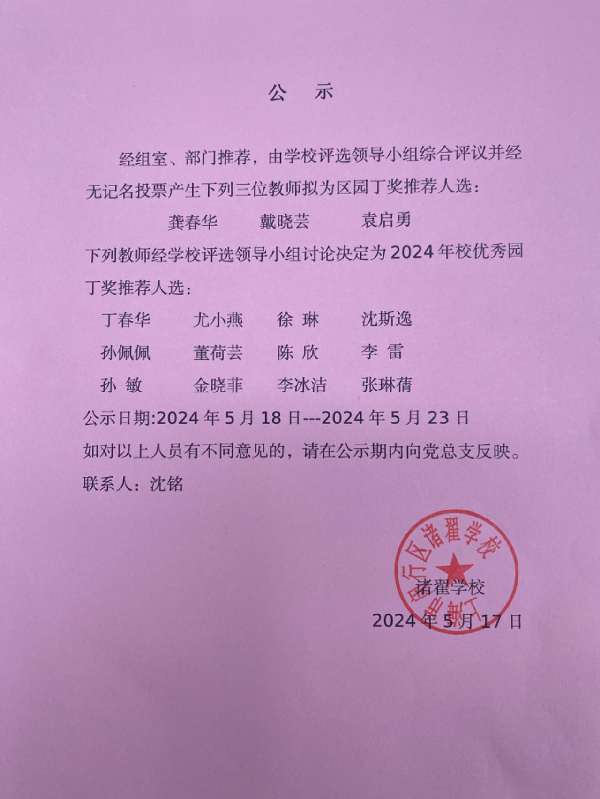 公 示
经组室、部门推荐，由学校评选领导小组综合评议并经
无记名投票产生下列三位教师拟为区园丁奖推荐人选：
龚春华 戴晓芸 袁启勇
下列教师经学校评选领导小组讨论决定为 2024 年校优秀园
丁奖推荐人选：
丁春华 尤小燕 徐 琳 沈斯逸
孙佩佩 董荷芸 陈 欣 李 雷
孙 敏 金晓菲 李冰洁 张琳蒨
公示日期:2024 年 5 月 18 日---2024 年 5 月 23 日
如对以上人员有不同意见的，请在公示期内向党总支反映。
联系人：沈铭
上海市闵行区诸翟学校
诸翟学校
2024 年 5 月 17 日